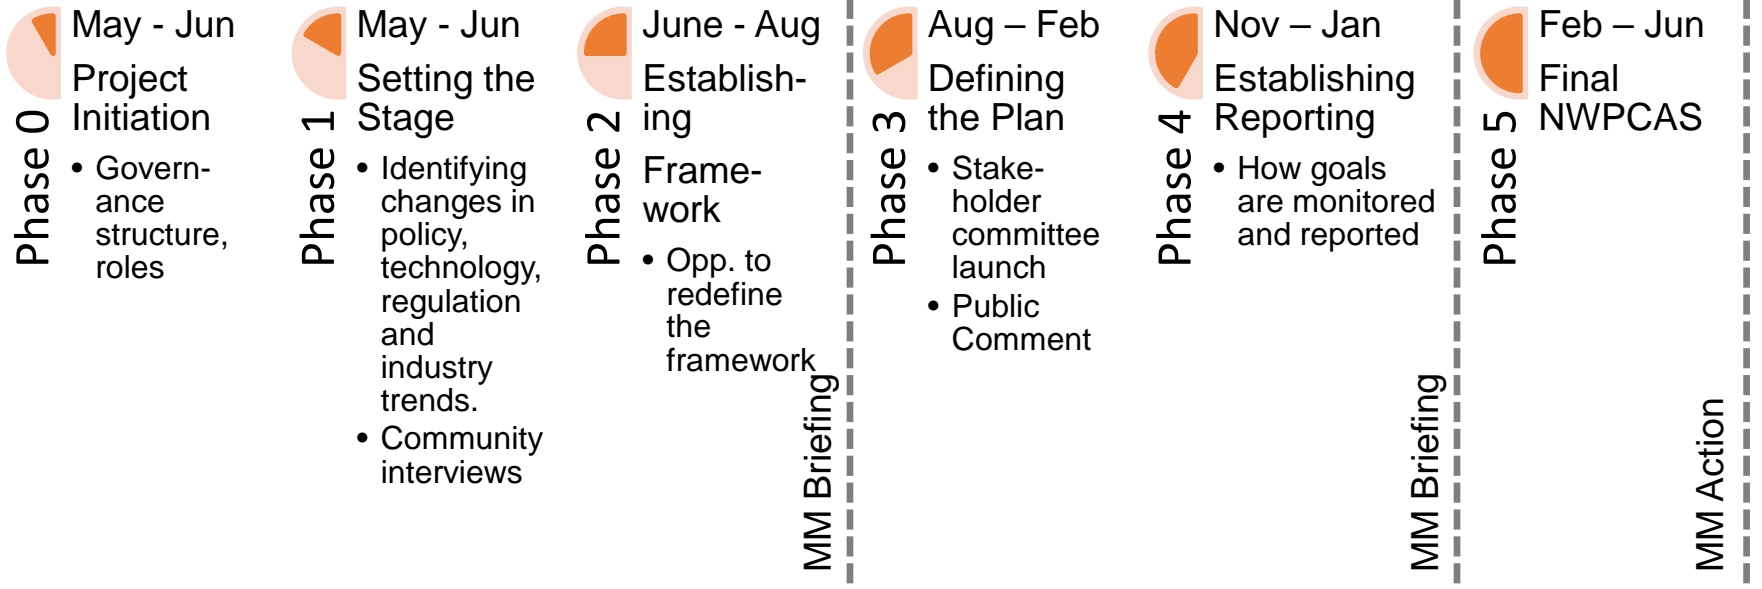 Phase 0
May - Jun
Project
Initiation
• Govern-
ance
structure,
roles
Phase 1
May - Jun
Setting the
Stage
• Identifying
changes in
policy,
technology,
regulation
and
industry
trends.
• Community
interviews
Phase 2
June - Aug
Establish-
ing
Frame-
work
• Opp. to
redefine
the
framework
MM Briefing
Phase 3
Aug – Feb
Defining
the Plan
• Stake-
holder
committee
launch
• Public
Comment
Phase 4
Nov – Jan
Establishing
Reporting
• How goals
are monitored
and reported
MM Briefing
Phase 5
Feb – Jun
Final
NWPCAS
MM Action